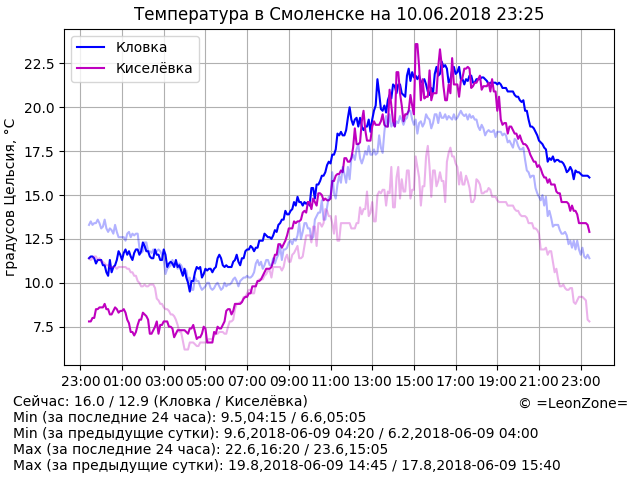 Температура в Смоленске на 10.06.2018 23:25
Кловка
Киселёвка
градусов Цельсия, °C
22.5
20.0
17.5
15.0
12.5
10.0
7.5
23:00 01:00 03:00 05:00 07:00 09:00 11:00 13:00 15:00 17:00 19:00 21:00 23:00
Сейчас: 16.0 / 12.9 (Кловка / Киселёвка)
© =LeonZone=
Min (за последние 24 часа): 9.5,04:15 / 6.6,05:05
Min (за предыдущие сутки): 9.6,2018-06-09 04:20 / 6.2,2018-06-09 04:00
Max (за последние 24 часа): 22.6,16:20 / 23.6,15:05
Max (за предыдущие сутки): 19.8,2018-06-09 14:45 / 17.8,2018-06-09 15:40